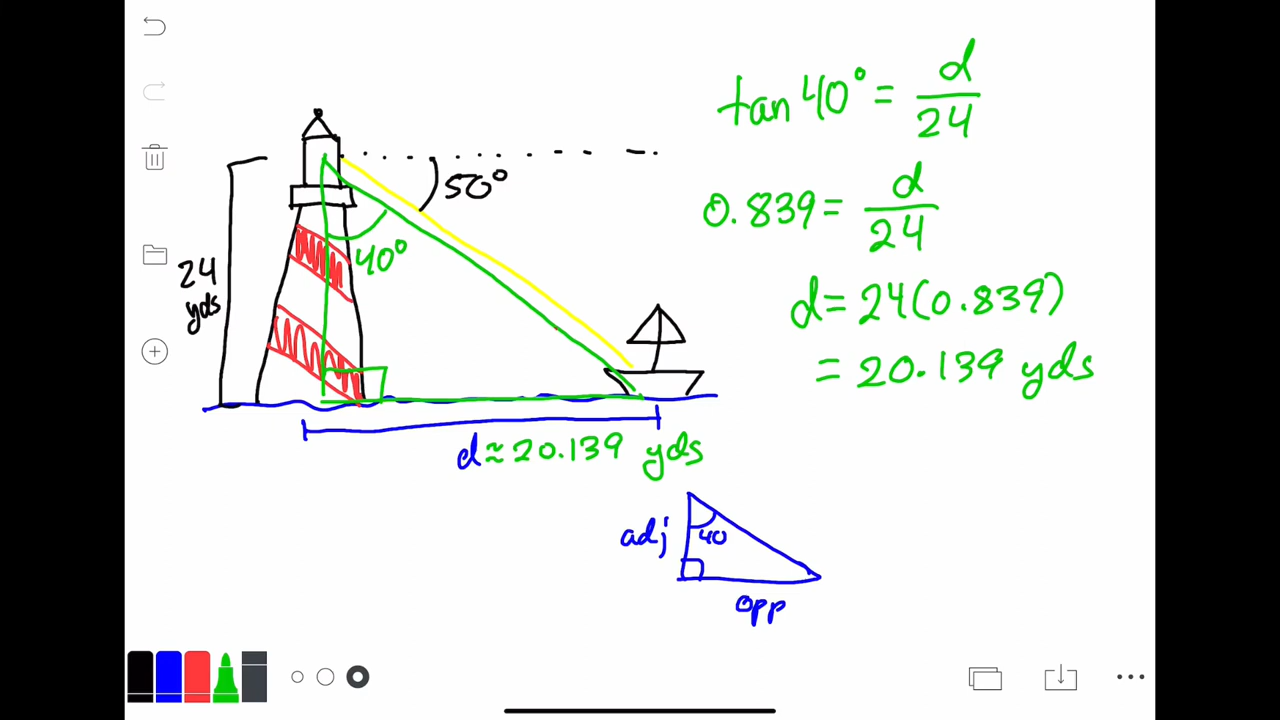 tan 40° = d/24
50°
0.839 = d/24
40°
24
yds
d = 24(0.839)
= 20.139 yds
d ≈ 20.139 yds
adj
40
opp